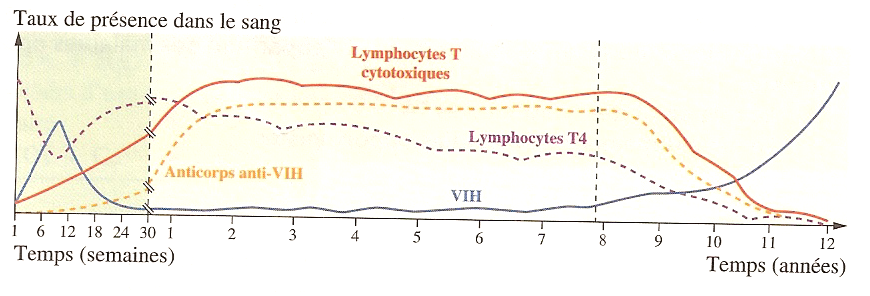 Taux de présence dans le sang
Lymphocytes T
cytotoxiques
Lymphocytes T4
Anticorps anti-VIH
VIH
1 6 12 18 24 30 1 2 3 4 5 6 7 8 9 10 11 12
Temps (semaines)
Temps (années)